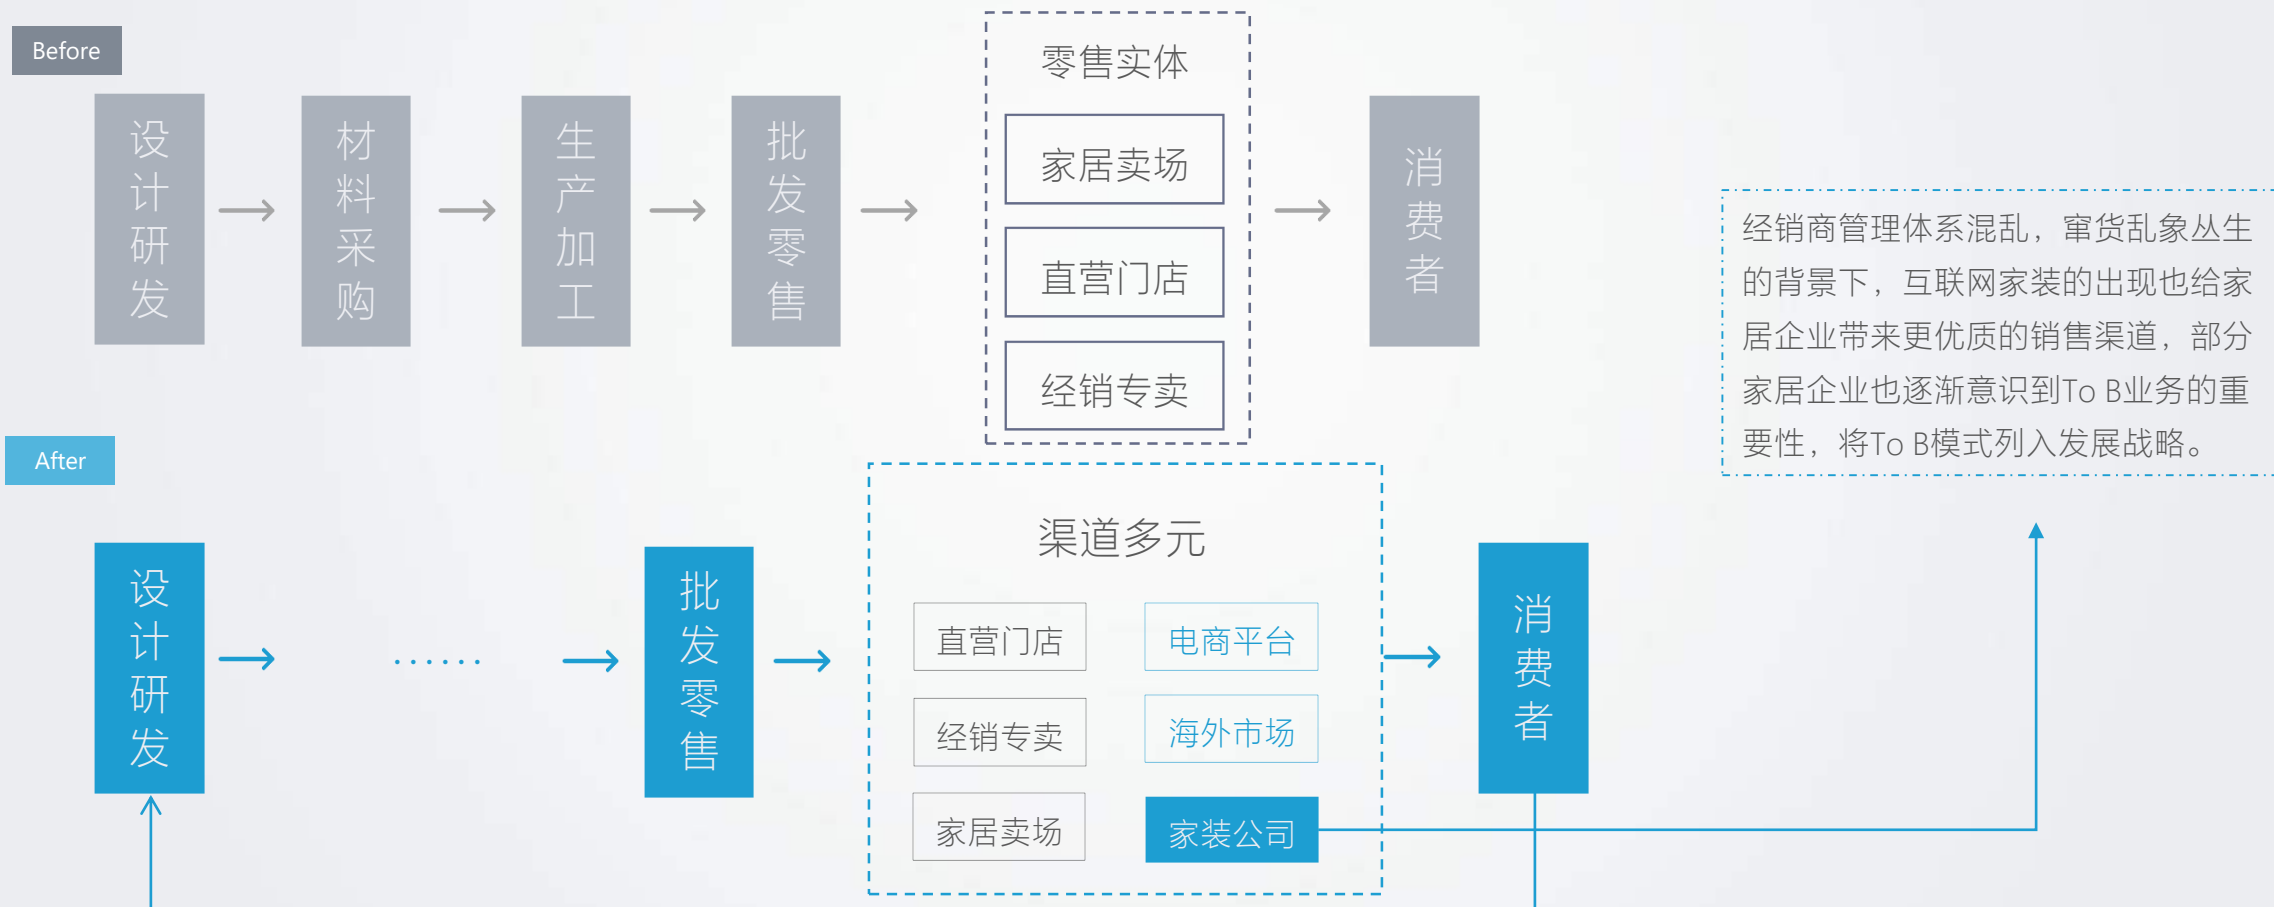 Before
设计研发
材料采购
生产加工
批发零售
零售实体
家居卖场
直营门店
经销专卖
消费者
经销商管理体系混乱，窜货乱象丛生
的背景下，互联网家装的出现也给家
居企业带来更优质的销售渠道，部分
家居企业也逐渐意识到To B业务的重
要性，将To B模式列入发展战略。
After
设计研发
······
批发零售
渠道多元
直营门店
电商平台
经销专卖
海外市场
家居卖场
家装公司
消费者